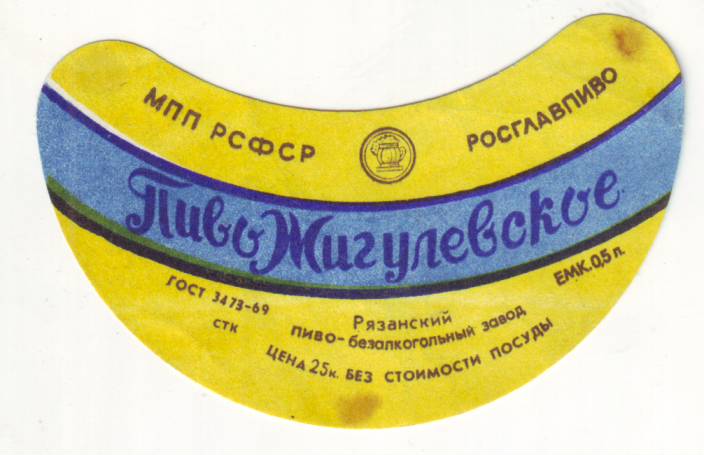 МПП РСФСР
РОСГЛАВПИВО
Пиво Жигулевское
ГОСТ 3473-69
СТК
Рязанский
ПИВО-безалкогольный завод
ЕМК. 0,5 л.
ЦЕНА 25к. БЕЗ СТОИМОСТИ ПОСУДЫ